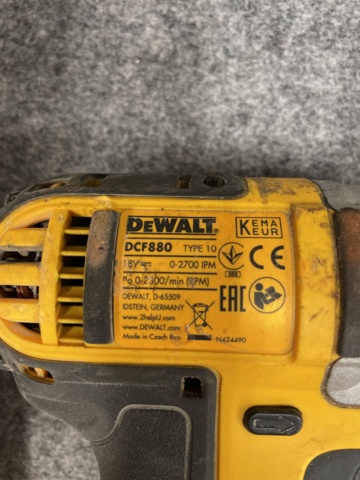 DEWALT
KEMA
KEUR
DCF880 TYPE 10
18V 0-2700 IPM
n₀ 0-2300/min (RPM)
DEWALT, D-65509
IDSTEIN, GERMANY
www.2helpU.com
www.DEWALT.com
Made in Czech Rep.
CE
EAC
N424490